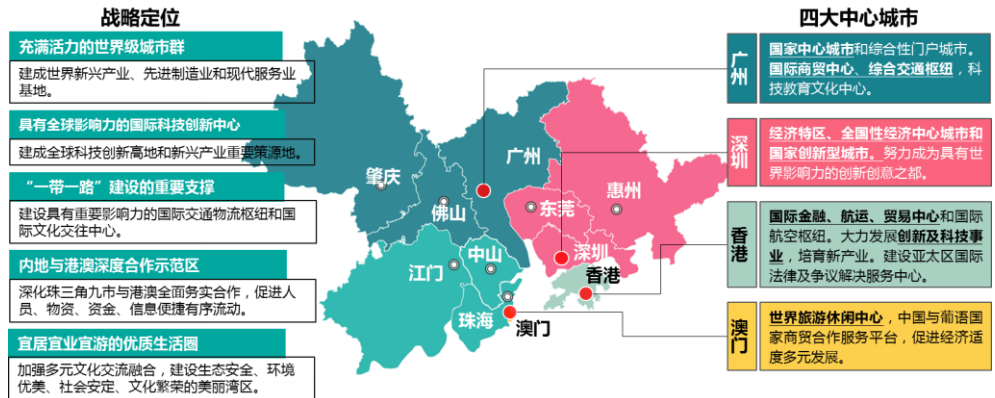 战略定位
充满活力的世界级城市群
建成世界新兴产业、先进制造业和现代服务业
基地。
具有全球影响力的国际科技创新中心
建成全球科技创新高地和新兴产业重要策源地。
“一带一路”建设的重要支撑
建设具有重要影响力的国际交通物流枢纽和国
际文化交往中心。
内地与港澳深度合作示范区
深化珠三角九市与港澳全面务实合作，促进人
员、物资、资金、信息便捷有序流动。
宜居宜业宜游的优质生活圈
加强多元文化交流融合，建设生态安全、环境
优美、社会安定、文化繁荣的美丽湾区。
肇庆
广州
佛山
惠州
东莞
深圳
中山
江门
香港
珠海
澳门
四大中心城市
广州
国家中心城市和综合性门户城市。
国际商贸中心、综合交通枢纽，科
技教育文化中心。
深圳
经济特区、全国性经济中心城市和
国家创新型城市。努力成为具有世
界影响力的创新创意之都。
香港
国际金融、航运、贸易中心和国际
航空枢纽。大力发展创新及科技事
业，培育新产业。建设亚太区国际
法律及争议解决服务中心。
澳门
世界旅游休闲中心，中国与葡语国
家商贸合作服务平台，促进经济适
度多元发展。